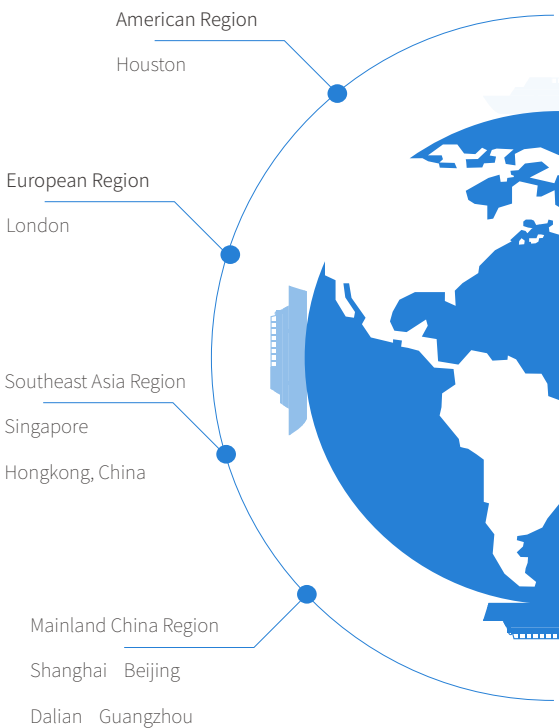 American Region
Houston
European Region
London
Southeast Asia Region
Singapore
Hongkong, China
Mainland China Region
Shanghai Beijing
Dalian Guangzhou